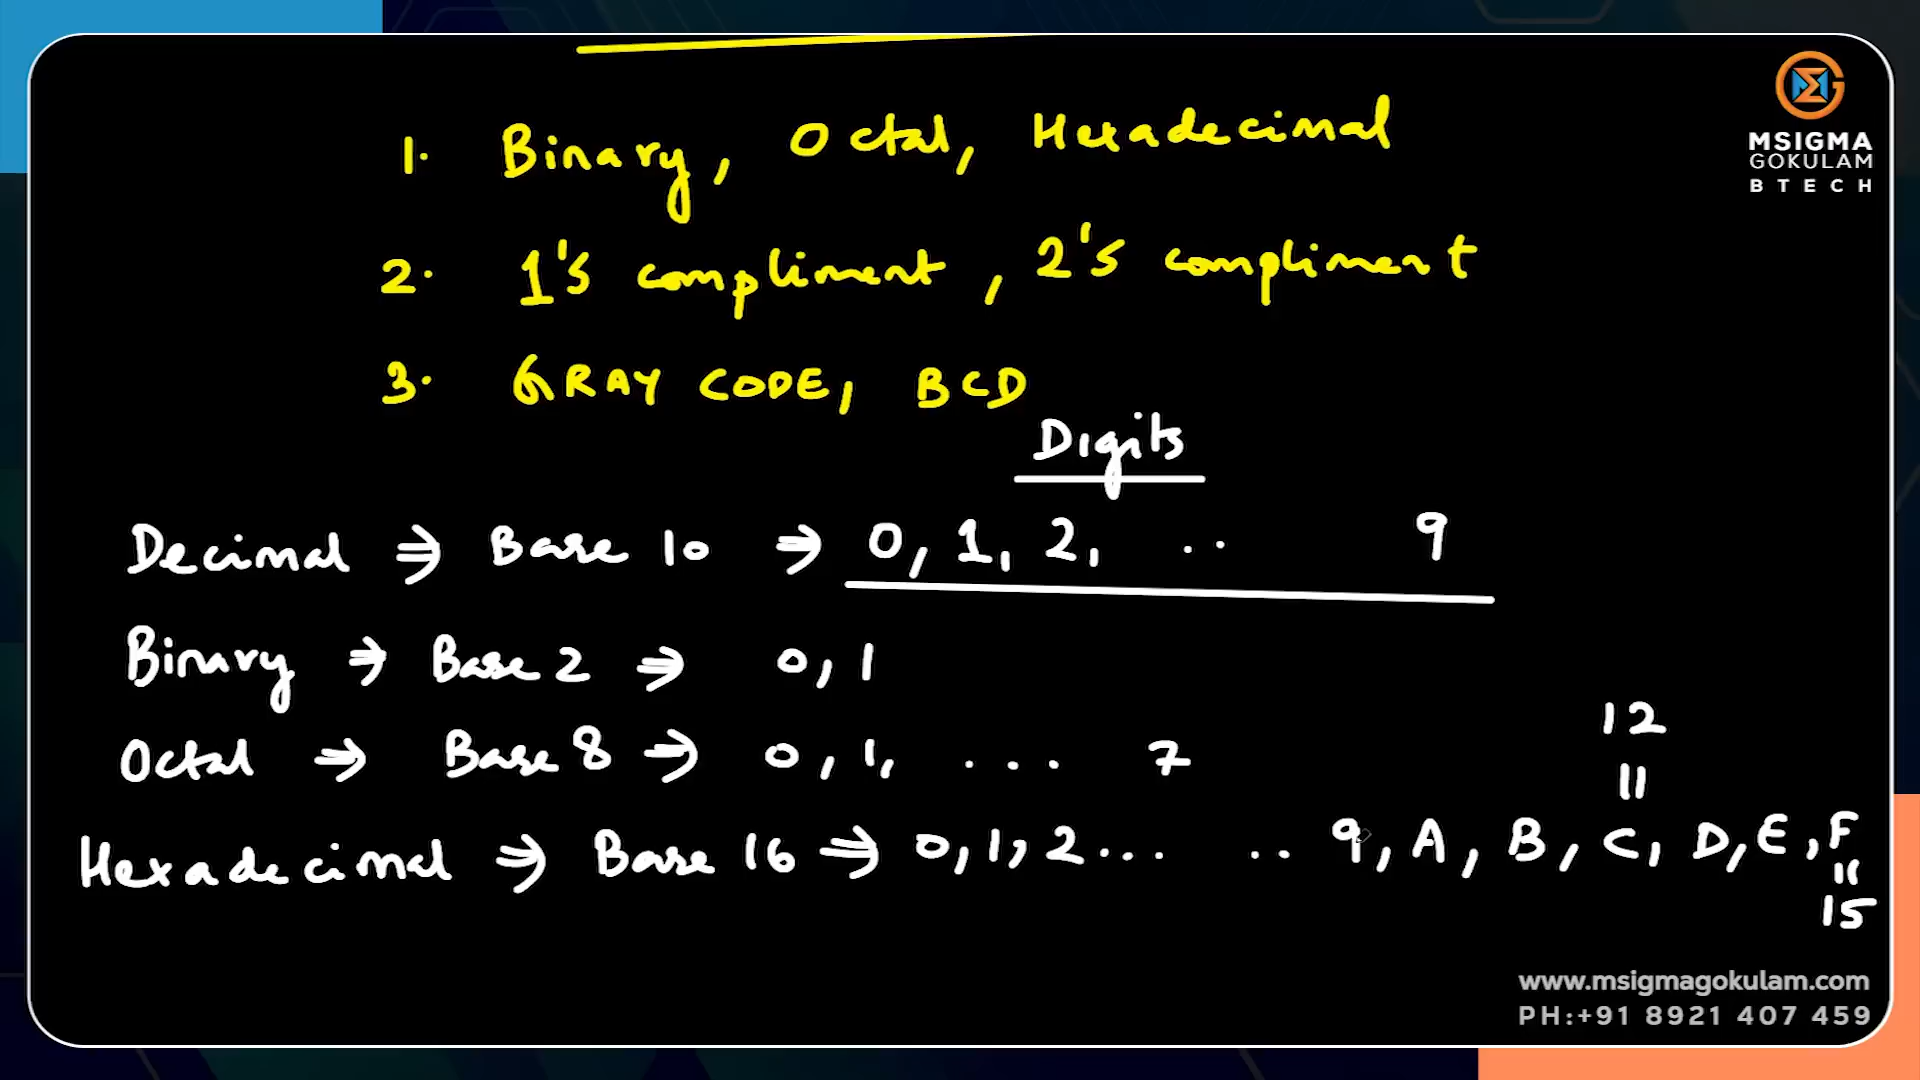 MSIGMA
GOKULAM
BTECH
1. Binary, Octal, Hexadecimal
2. 1's compliment, 2's compliment
3. GRAY CODE, BCD
Digits
Decimal ⇒ Base 10 ⇒ 0, 1, 2, .. 9
Binary ⇒ Base 2 ⇒ 0, 1
Octal ⇒ Base 8 ⇒ 0, 1, ... 7
12
||
Hexadecimal ⇒ Base 16 ⇒ 0, 1, 2... .. 9, A, B, C, D, E, F
||
15
www.msigmagokulam.com
PH:+91 8921 407 459